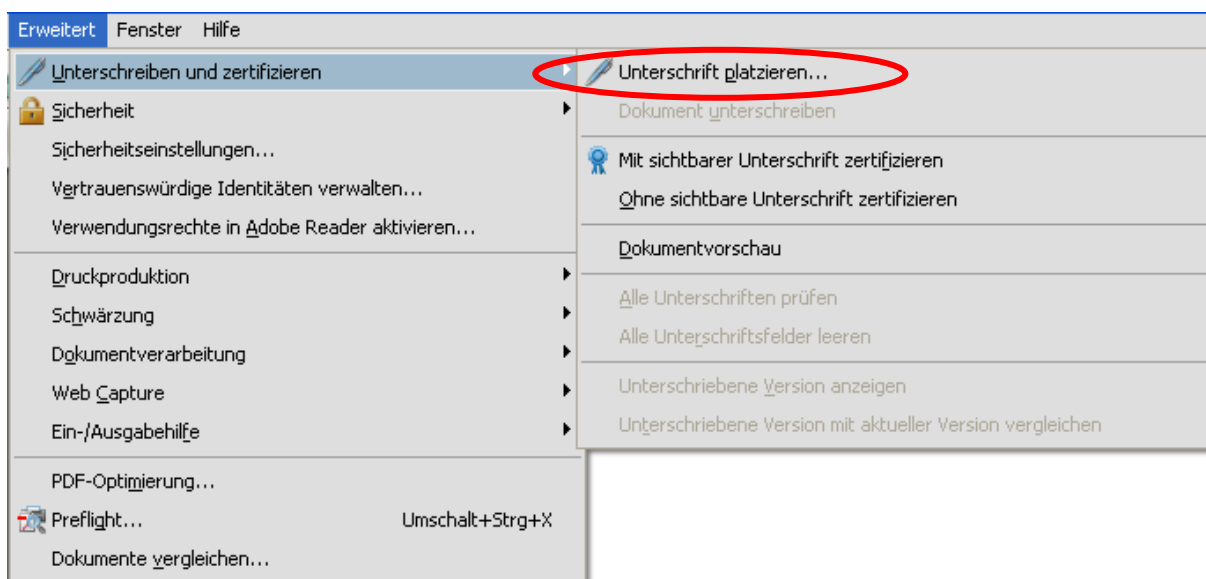 Erweitert Fenster Hilfe
Unterschreiben und zertifizieren
Sicherheit
Sicherheitseinstellungen...
Vertrauenswürdige Identitäten verwalten...
Verwendungsrechte in Adobe Reader aktivieren...
Druckproduktion
Schwärzung
Dokumentverarbeitung
Web Capture
Ein-/Ausgabehilfe
PDF-Optimierung...
Preflight... Umschalt+Strg+X
Dokumente vergleichen...
Unterschrift platzieren...
Dokument unterschreiben
Mit sichtbarer Unterschrift zertifizieren
Ohne sichtbare Unterschrift zertifizieren
Dokumentvorschau
Alle Unterschriften prüfen
Alle Unterschriftsfelder leeren
Unterschriebene Version anzeigen
Unterschriebene Version mit aktueller Version vergleichen